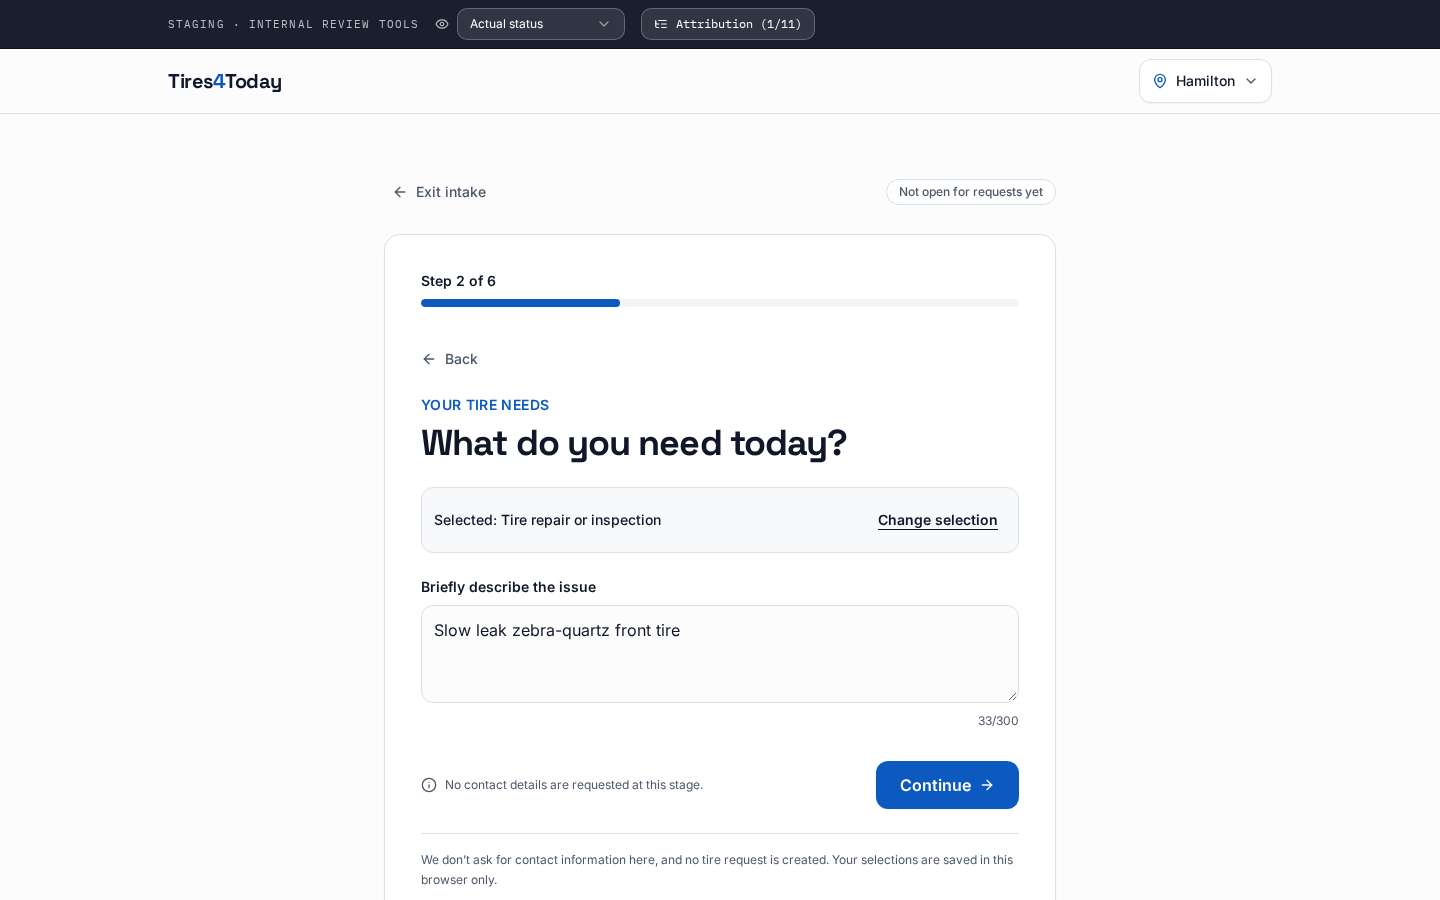 STAGING · INTERNAL REVIEW TOOLS
Actual status
Attribution (1/11)
Tires4Today
Hamilton
Exit intake
Not open for requests yet
Step 2 of 6
Back
YOUR TIRE NEEDS
What do you need today?
Selected: Tire repair or inspection
Change selection
Briefly describe the issue
Slow leak zebra-quartz front tire
33/300
No contact details are requested at this stage.
Continue
We don't ask for contact information here, and no tire request is created. Your selections are saved in this
browser only.